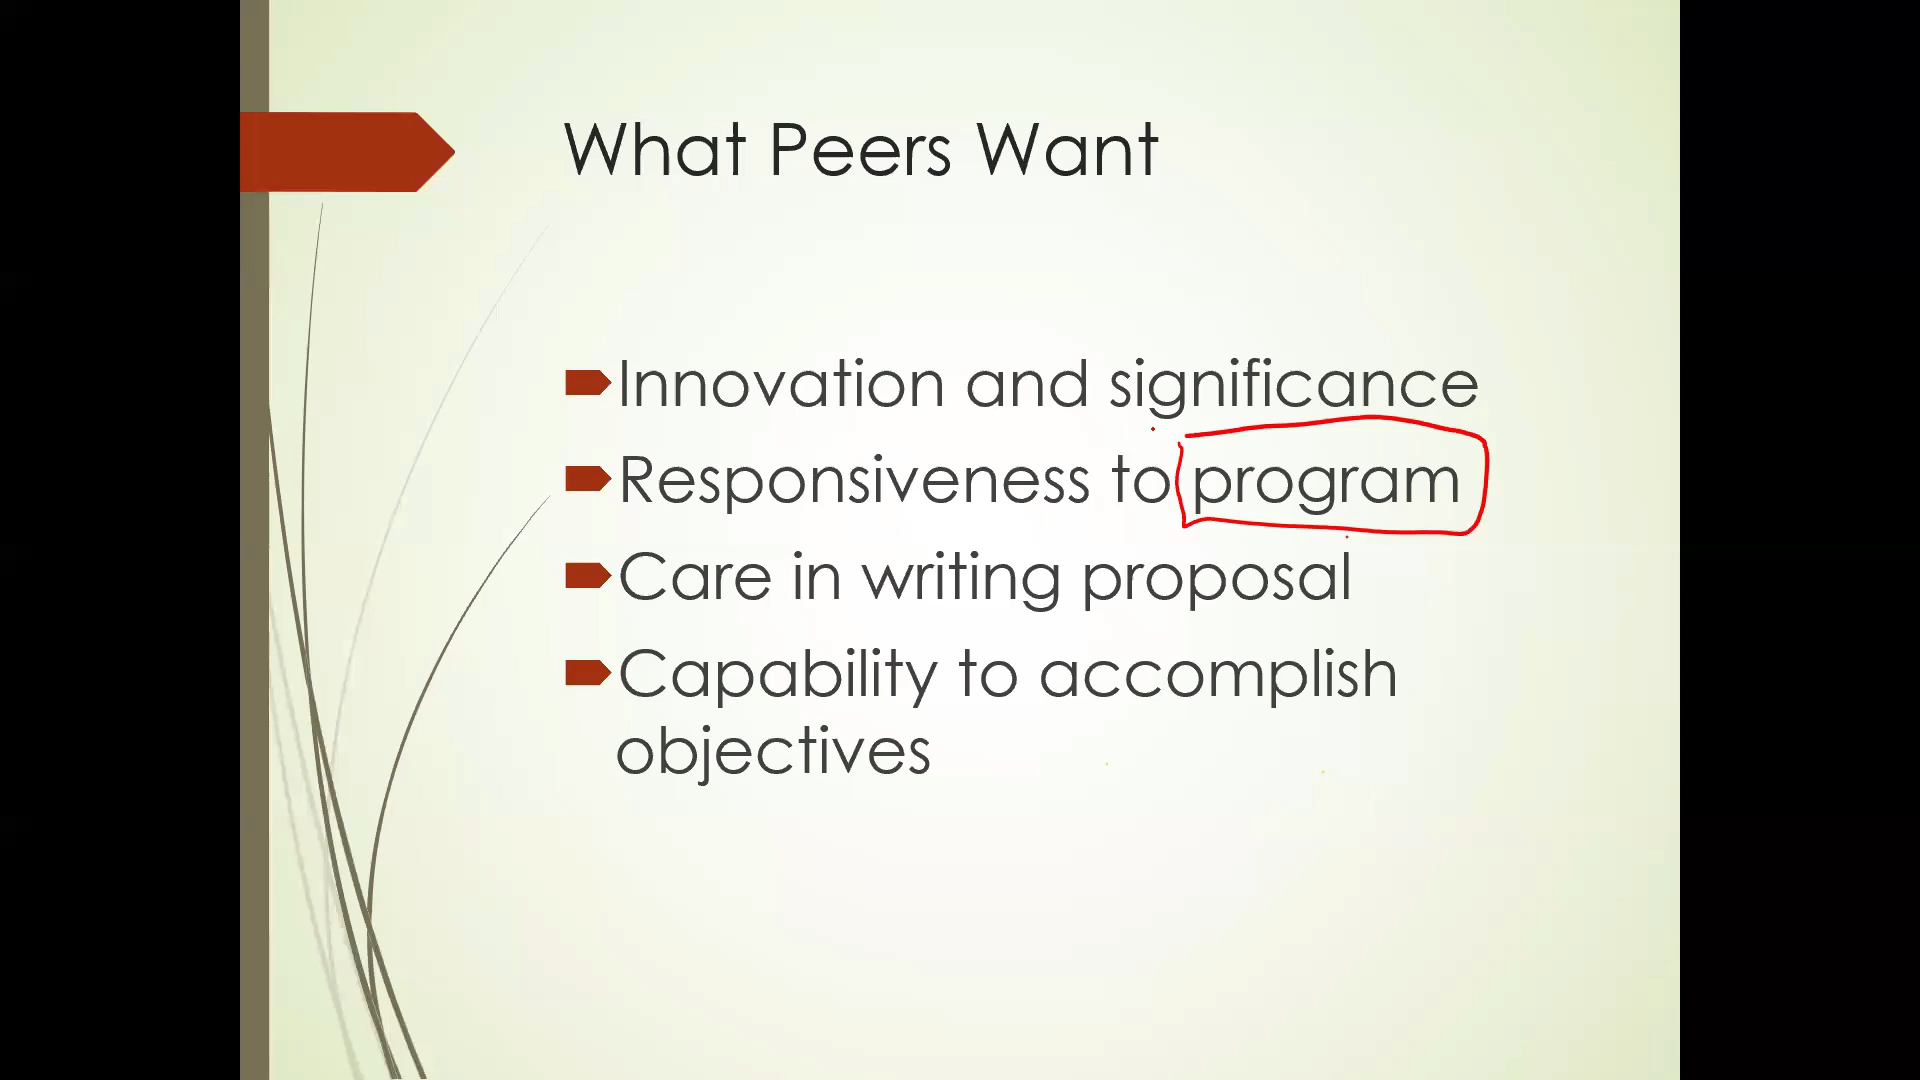 What Peers Want
Innovation and significance
Responsiveness to program
Care in writing proposal
Capability to accomplish
objectives